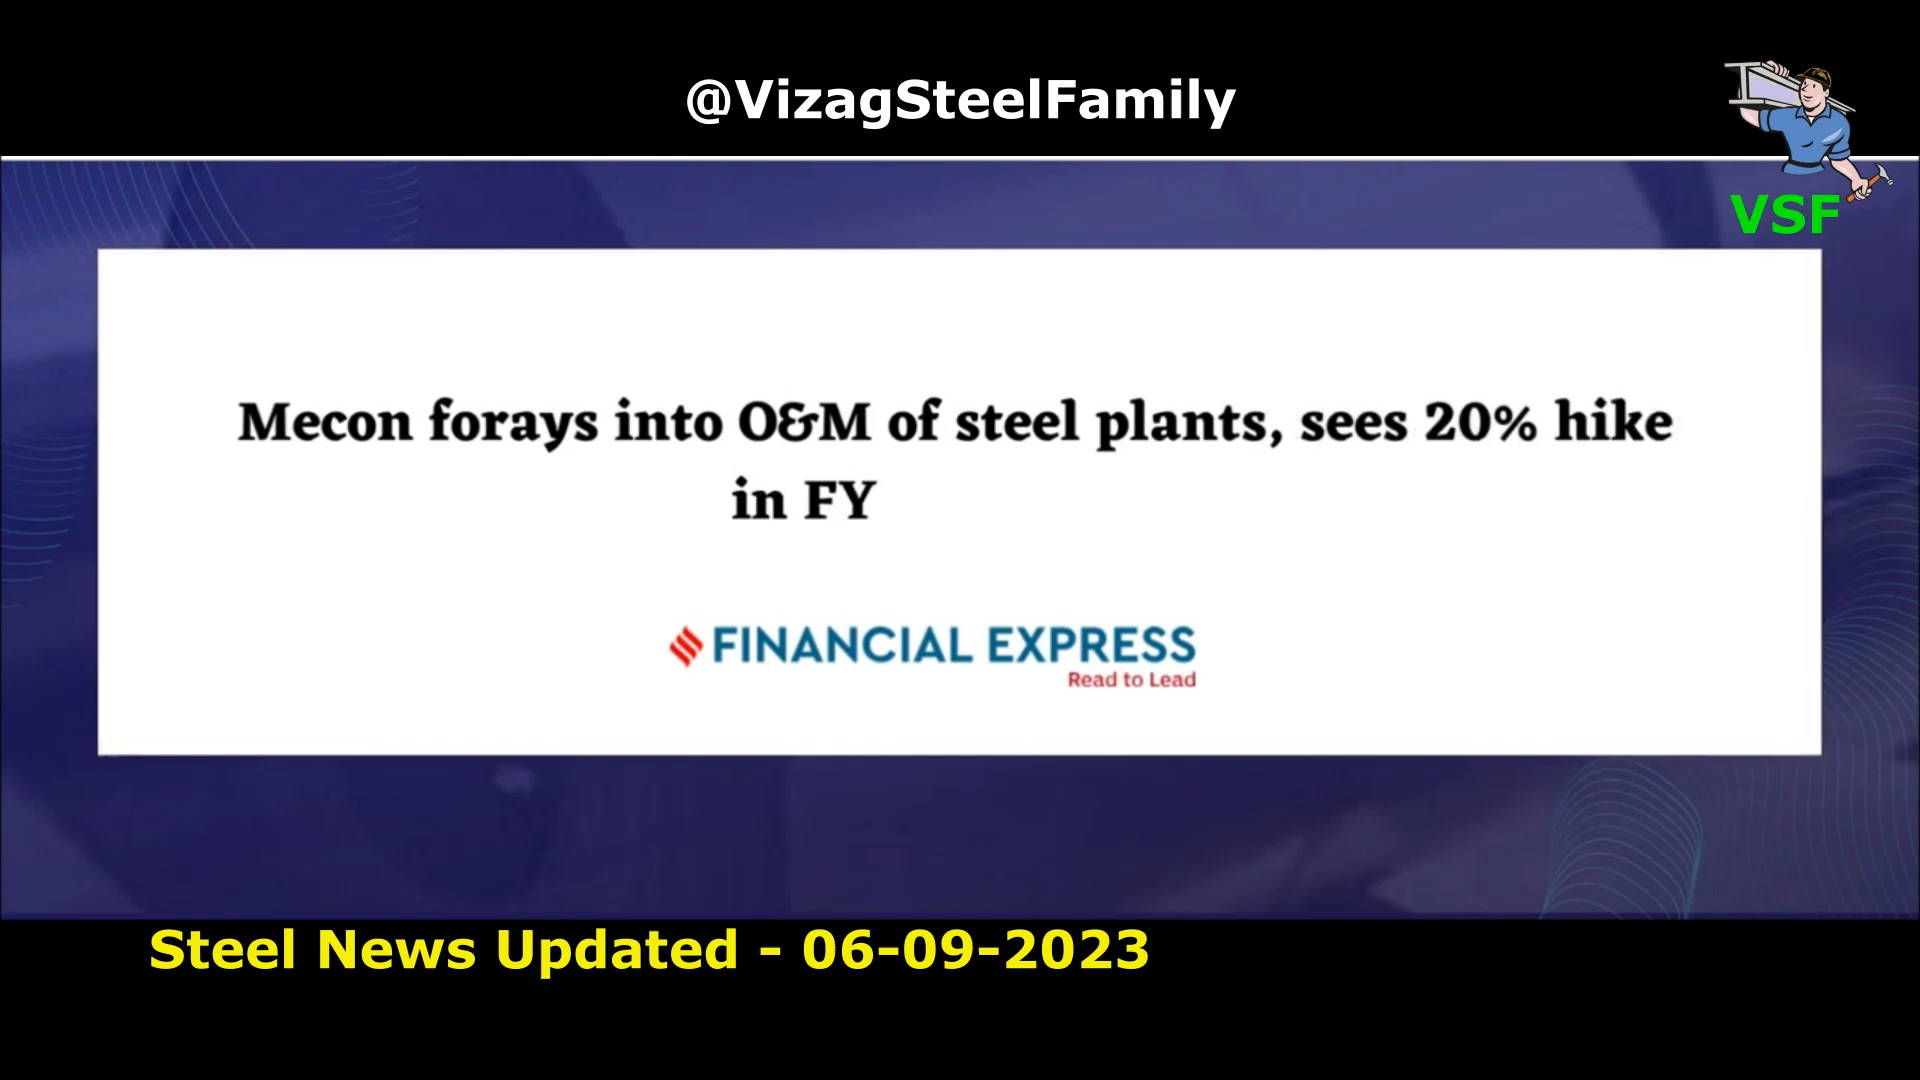 @VizagSteelFamily
VSF
Mecon forays into O&M of steel plants, sees 20% hike
in FY
FINANCIAL EXPRESS
Read to Lead
Steel News Updated - 06-09-2023